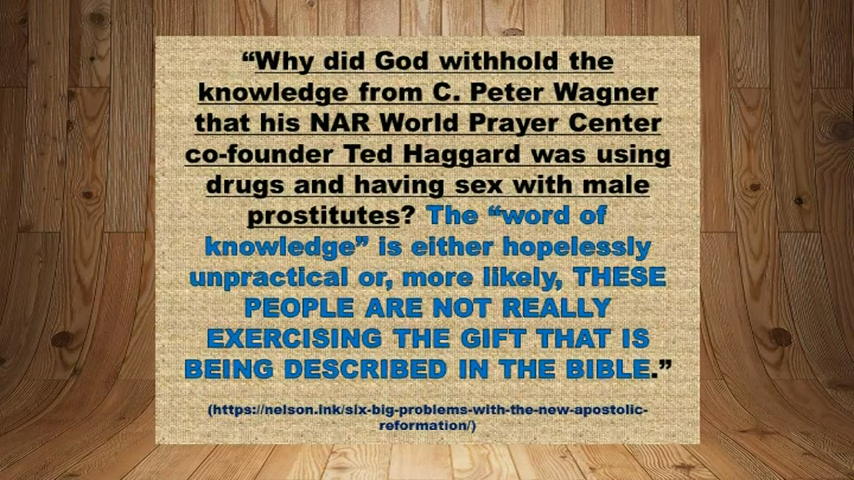 “Why did God withhold the
knowledge from C. Peter Wagner
that his NAR World Prayer Center
co-founder Ted Haggard was using
drugs and having sex with male
prostitutes? The “word of
knowledge” is either hopelessly
unpractical or, more likely, THESE
PEOPLE ARE NOT REALLY
EXERCISING THE GIFT THAT IS
BEING DESCRIBED IN THE BIBLE.”
(https://nelson.ink/six-big-problems-with-the-new-apostolic-
reformation/)